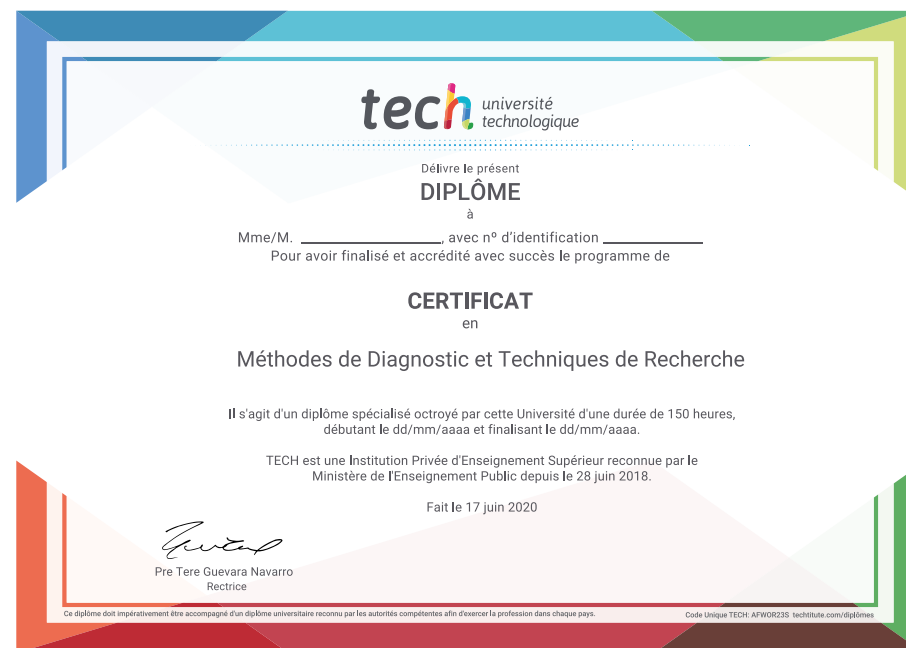 tech université
technologique
Délivre le présent
DIPLÔME
à
Mme/M. ____________________, avec nº d'identification ______________
Pour avoir finalisé et accrédité avec succès le programme de
CERTIFICAT
en
Méthodes de Diagnostic et Techniques de Recherche
Il s'agit d'un diplôme spécialisé octroyé par cette Université d'une durée de 150 heures,
débutant le dd/mm/aaaa et finalisant le dd/mm/aaaa.
TECH est une Institution Privée d'Enseignement Supérieur reconnue par le
Ministère de l'Enseignement Public depuis le 28 juin 2018.
Fait le 17 juin 2020
Pre Tere Guevara Navarro
Rectrice
Ce diplôme doit impérativement être accompagné d'un diplôme universitaire reconnu par les autorités compétentes afin d'exercer la profession dans chaque pays.
Code Unique TECH: AFWOR23S techtitute.com/diplômes